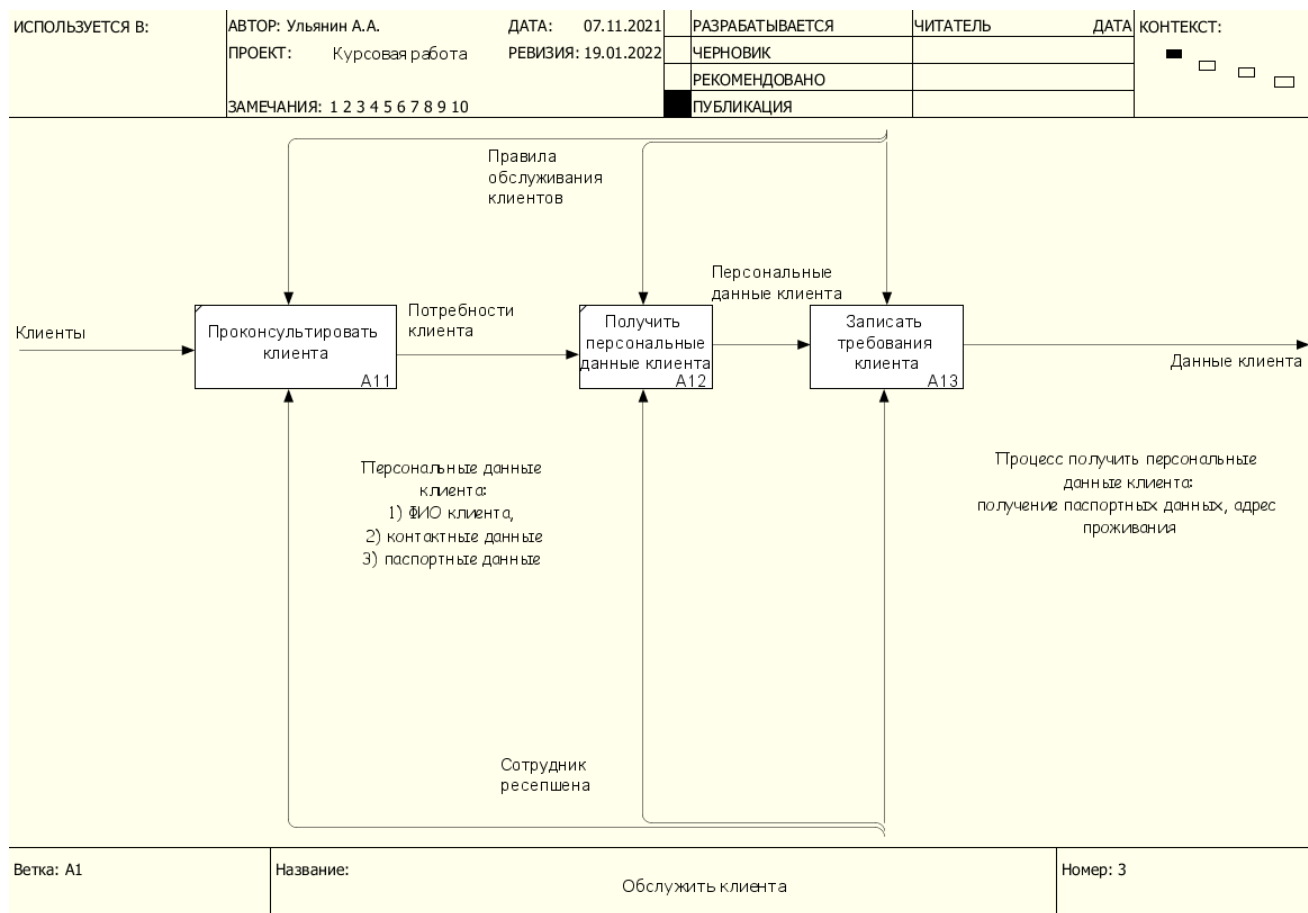 ИСПОЛЬЗУЕТСЯ В:
АВТОР: Ульянин А.А.
ДАТА: 07.11.2021
РАЗРАБАТЫВАЕТСЯ
ЧИТАТЕЛЬ
ДАТА
КОНТЕКСТ:
ПРОЕКТ: Курсовая работа
РЕВИЗИЯ: 19.01.2022
ЧЕРНОВИК
РЕКОМЕНДОВАНО
ЗАМЕЧАНИЯ: 1 2 3 4 5 6 7 8 9 10
ПУБЛИКАЦИЯ
Правила
обслуживания
клиентов
Клиенты
Проконсультировать
клиента
A11
Потребности
клиента
Получить
персональные
данные клиента
A12
Персональные
данные клиента
Записать
требования
клиента
A13
Данные клиента
Персональные данные
клиента:
1) ФИО клиента,
2) контактные данные
3) паспортные данные
Процесс получить персональные
данные клиента:
получение паспортных данных, адрес
проживания
Сотрудник
ресепшена
Ветка: A1
Название:
Обслужить клиента
Номер: 3